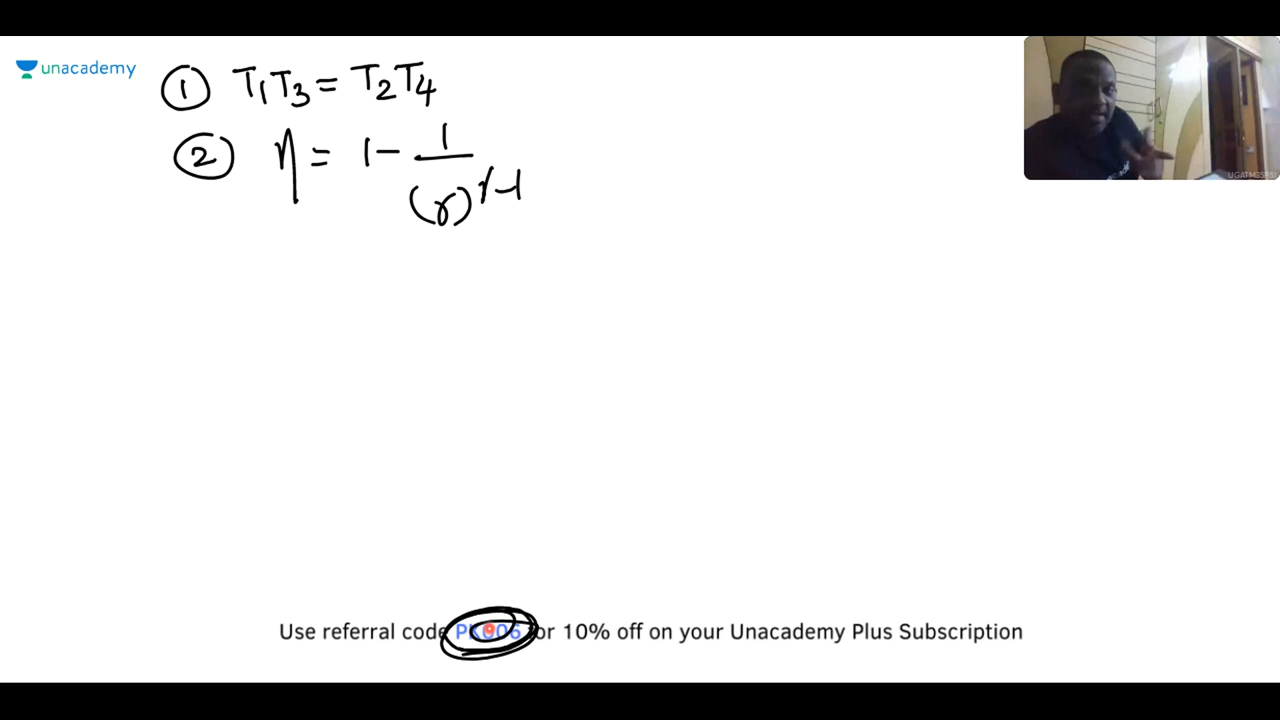 unacademy
① T₁T₃ = T₂T₄
② η = 1 - 1/(r)^(γ-1)
Use referral code for 10% off on your Unacademy Plus Subscription